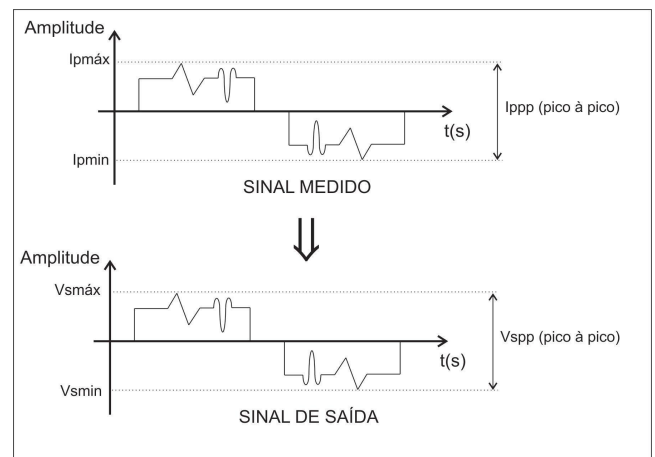 Amplitude
Ipmáx
Ippp (pico à pico)
t(s)
Ipmin
SINAL MEDIDO
Amplitude
Vsmáx
Vspp (pico à pico)
t(s)
Vsmin
SINAL DE SAÍDA